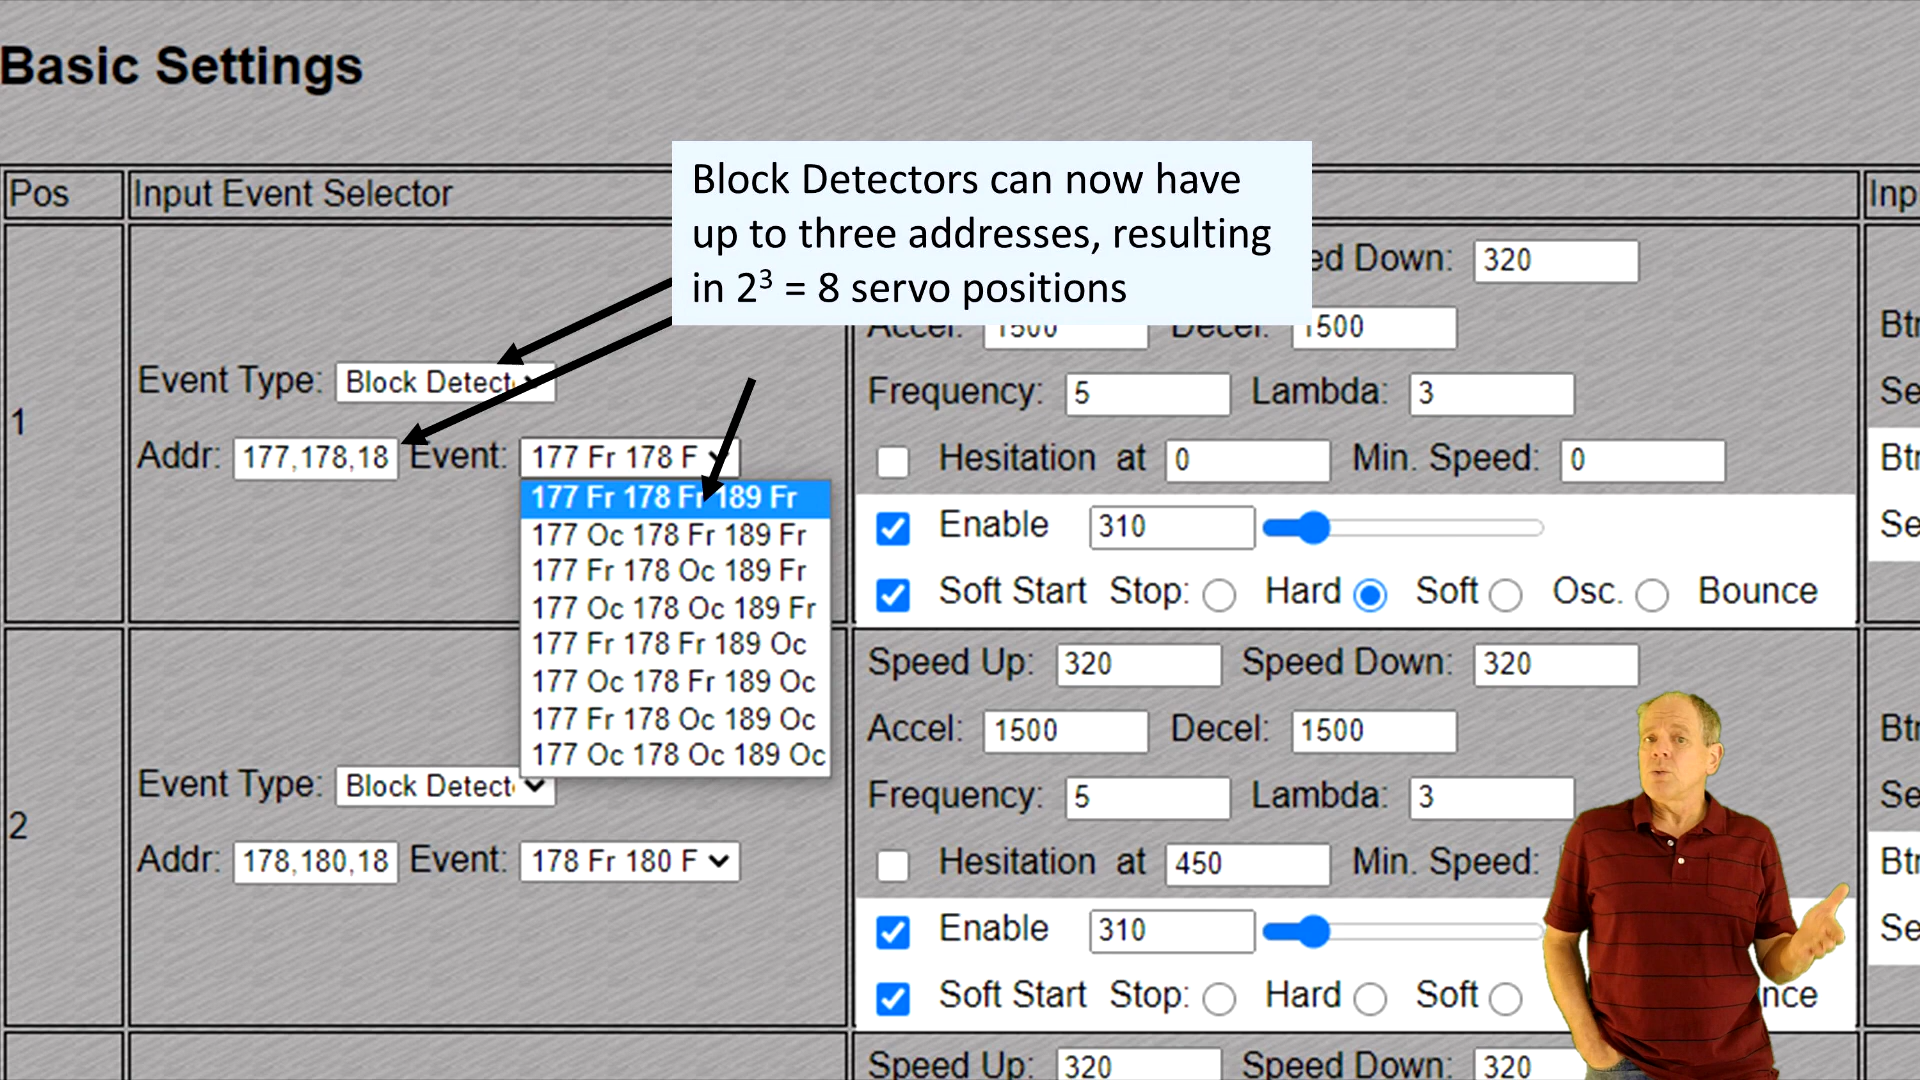 Basic Settings
Block Detectors can now have
up to three addresses, resulting
in 2³ = 8 servo positions
Pos
Input Event Selector
1
Event Type: Block Detect
Addr: 177,178,18 Event: 177 Fr 178 F
177 Fr 178 Fr 189 Fr
177 Oc 178 Fr 189 Fr
177 Fr 178 Oc 189 Fr
177 Oc 178 Oc 189 Fr
177 Fr 178 Fr 189 Oc
177 Oc 178 Fr 189 Oc
177 Fr 178 Oc 189 Oc
177 Oc 178 Oc 189 Oc
ed Down: 320
Accel: 1500 Decel: 1500
Frequency: 5 Lambda: 3
Hesitation at 0 Min. Speed: 0
Enable 310
Soft Start Stop: Hard Soft Osc. Bounce
Inp
Btr
Se
Btr
Se
2
Event Type: Block Detect
Addr: 178,180,18 Event: 178 Fr 180 F
Speed Up: 320 Speed Down: 320
Accel: 1500 Decel: 1500
Frequency: 5 Lambda: 3
Hesitation at 450 Min. Speed:
Enable 310
Soft Start Stop: Hard Soft nce
Btr
Se
Btr
Se
Speed Up: 320 Speed Down: 320